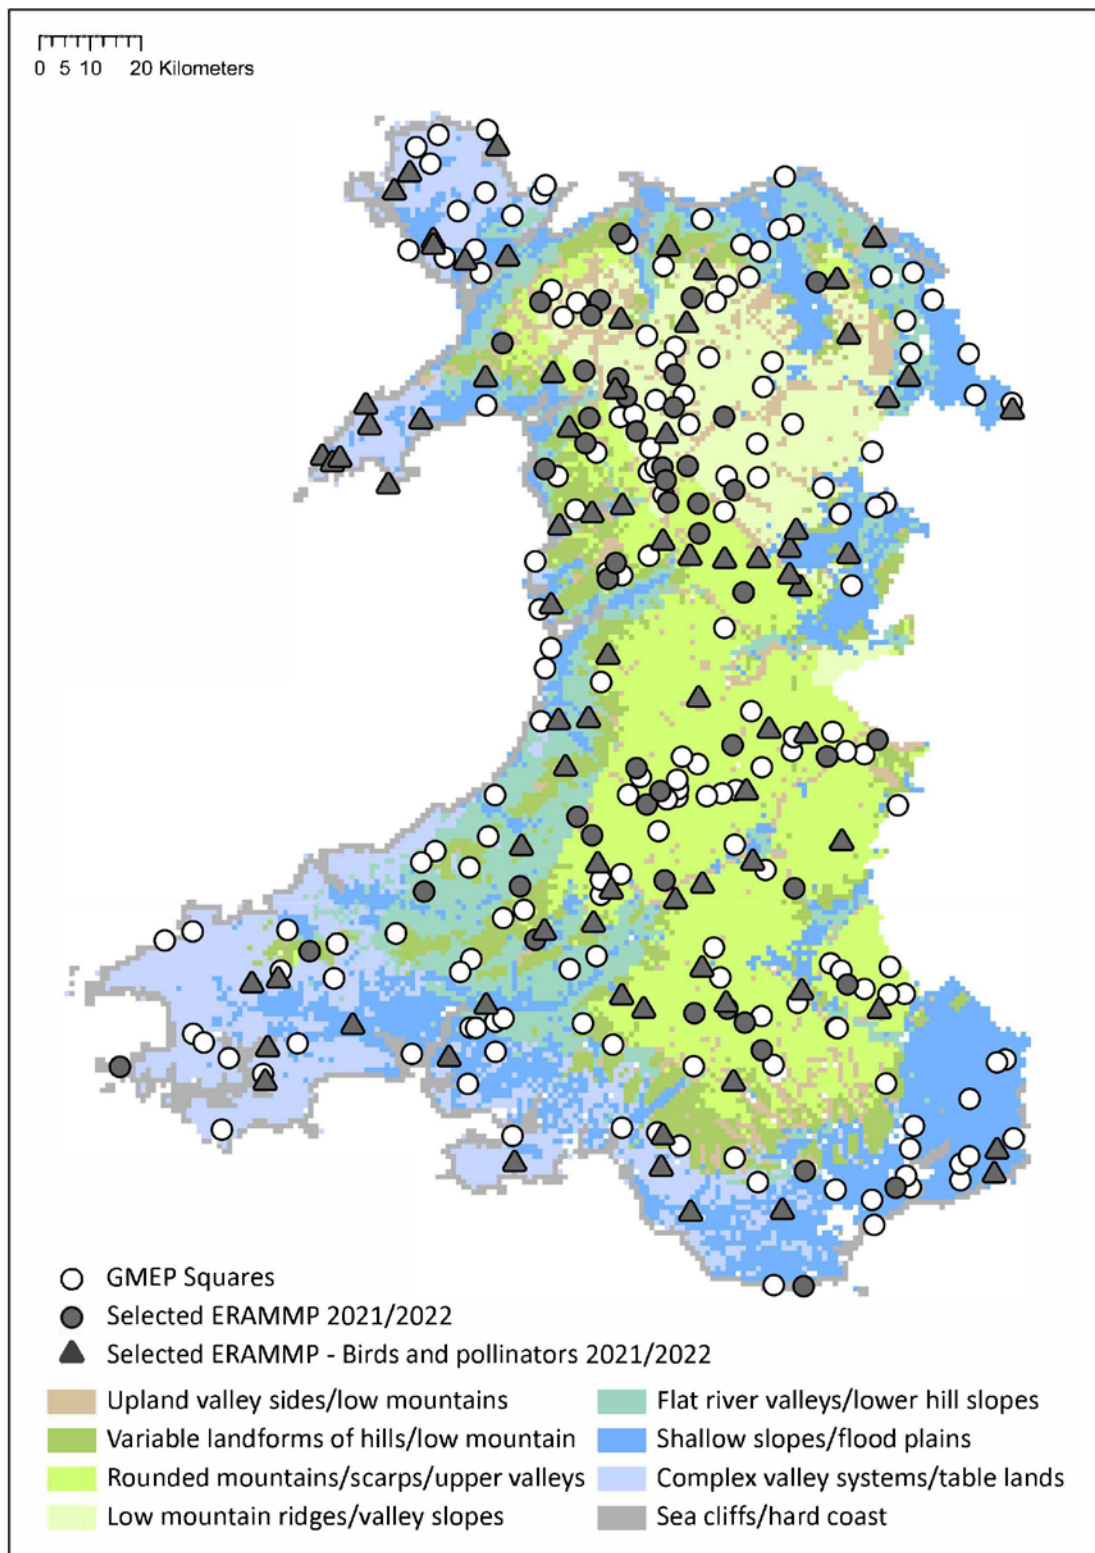 0 5 10 20 Kilometers
GMEP Squares
Selected ERAMMP 2021/2022
Selected ERAMMP - Birds and pollinators 2021/2022
Upland valley sides/low mountains
Variable landforms of hills/low mountain
Rounded mountains/scarps/upper valleys
Low mountain ridges/valley slopes
Flat river valleys/lower hill slopes
Shallow slopes/flood plains
Complex valley systems/table lands
Sea cliffs/hard coast